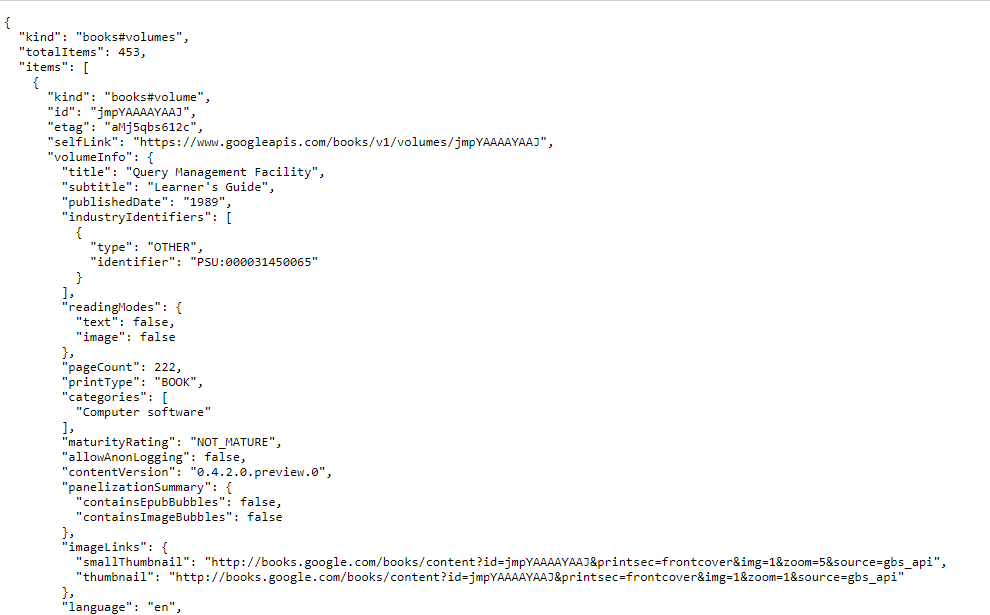 {
  "kind": "books#volumes",
  "totalItems": 453,
  "items": [
    {
      "kind": "books#volume",
      "id": "jmpYAAAAYAAJ",
      "etag": "aMj5qbs612c",
      "selfLink": "https://www.googleapis.com/books/v1/volumes/jmpYAAAAYAAJ",
      "volumeInfo": {
        "title": "Query Management Facility",
        "subtitle": "Learner's Guide",
        "publishedDate": "1989",
        "industryIdentifiers": [
          {
            "type": "OTHER",
            "identifier": "PSU:000031450065"
          }
        ],
        "readingModes": {
          "text": false,
          "image": false
        },
        "pageCount": 222,
        "printType": "BOOK",
        "categories": [
          "Computer software"
        ],
        "maturityRating": "NOT_MATURE",
        "allowAnonLogging": false,
        "contentVersion": "0.4.2.0.preview.0",
        "panelizationSummary": {
          "containsEpubBubbles": false,
          "containsImageBubbles": false
        },
        "imageLinks": {
          "smallThumbnail": "http://books.google.com/books/content?id=jmpYAAAAYAAJ&printsec=frontcover&img=1&zoom=5&source=gbs_api",
          "thumbnail": "http://books.google.com/books/content?id=jmpYAAAAYAAJ&printsec=frontcover&img=1&zoom=1&source=gbs_api"
        },
        "language": "en",